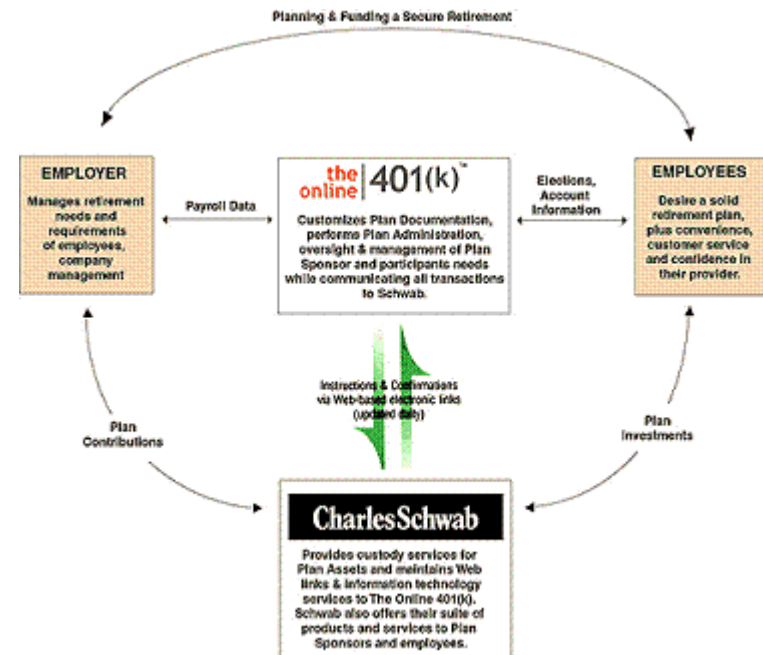 Planning & Funding a Secure Retirement
EMPLOYER
Manages retirement
needs and
requirements
of employees,
company
management
Payroll Data
the
online
401(k)™
Customizes Plan Documentation,
performs Plan Administration,
oversight & management of Plan
Sponsor and participants needs
while communicating all transactions
to Schwab.
Elections,
Account
Information
EMPLOYEES
Desire a solid
retirement plan,
plus convenience,
customer service
and confidence in
their provider.
Instructions & Confirmations
via Web-based electronic links
(updated daily)
Plan
Contributions
Plan
Investments
CharlesSchwab
Provides custody services for
Plan Assets and maintains Web
links & information technology
services to The Online 401(k).
Schwab also offers their suite of
products and services to Plan
Sponsors and employees.